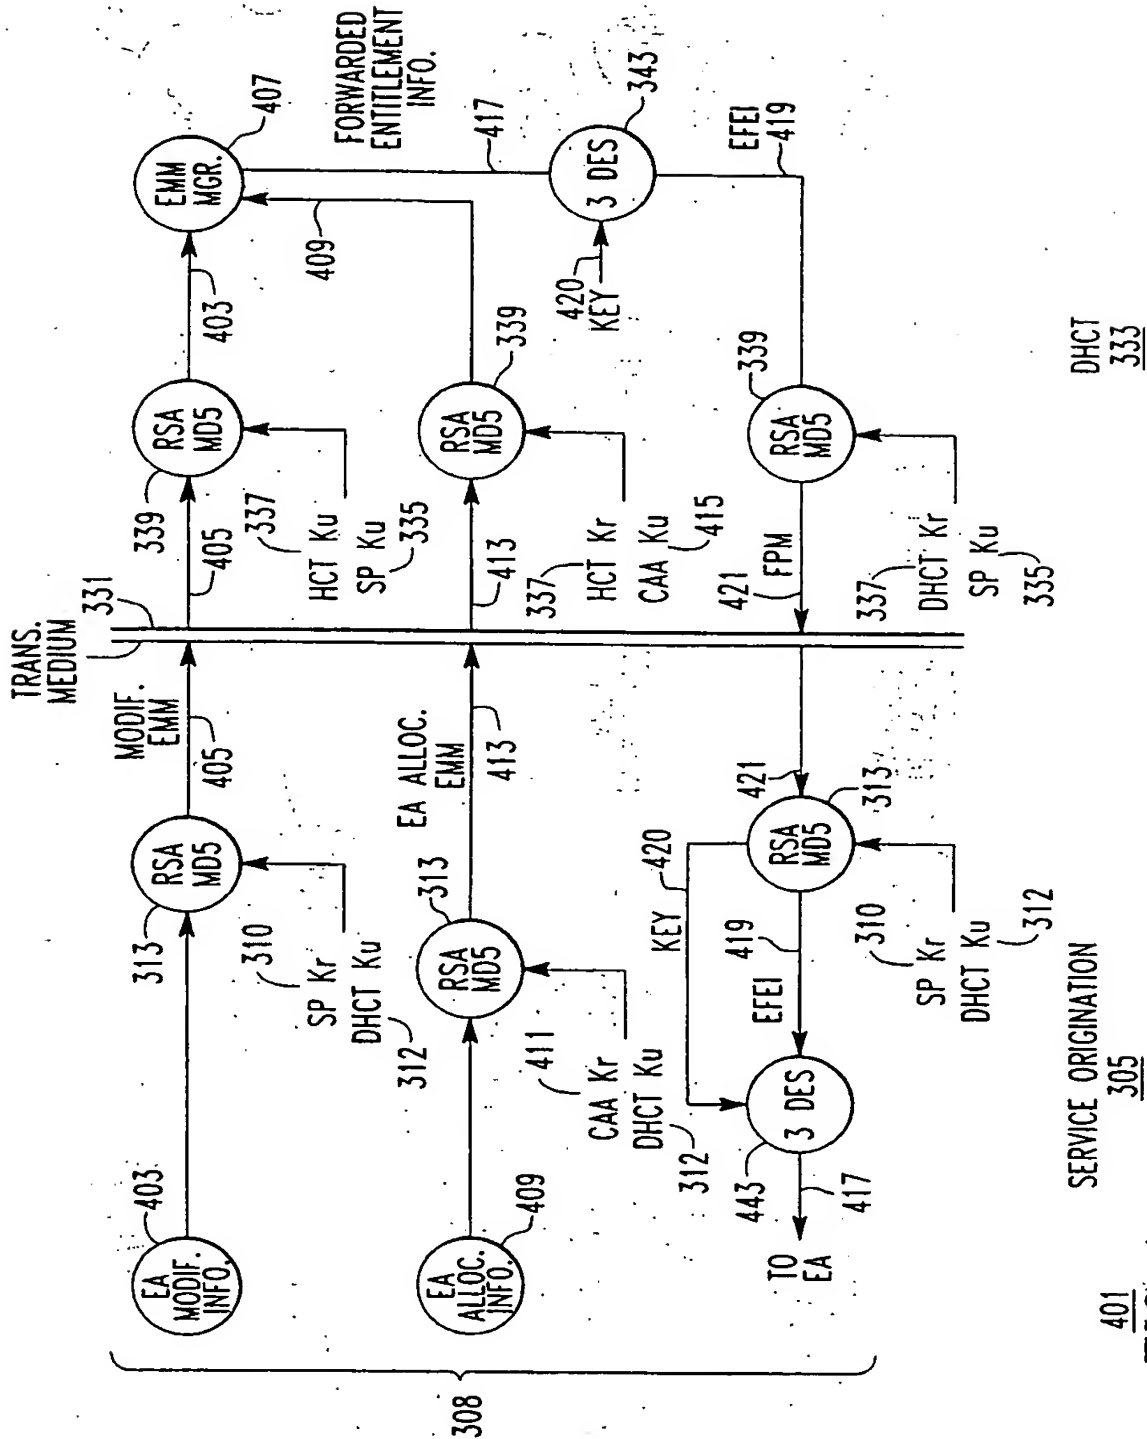 308
EA
MODIF.
INFO.
403
313
RSA
MD5
310
SP Kr
DHCT Ku
312
MODIF.
EMM
405
TRANS.
MEDIUM
331
405
339
RSA
MD5
337
HCT Ku
SP Ku
335
403
EMM
MGR.
407
EA
ALLOC.
INFO.
409
411
CAA Kr
DHCT Ku
312
RSA
MD5
313
EA ALLOC.
EMM
413
413
337
HCT Kr
CAA Ku
415
RSA
MD5
339
409
FORWARDED
ENTITLEMENT
INFO.
417
420
KEY
3 DES
343
EFEI
419
TO
EA
417
443
3 DES
KEY
420
EFEI
419
RSA
MD5
313
421
310
SP Kr
DHCT Ku
312
421
FPM
337
DHCT Kr
SP Ku
335
RSA
MD5
339
SERVICE ORIGINATION
305
DHCT
333
401